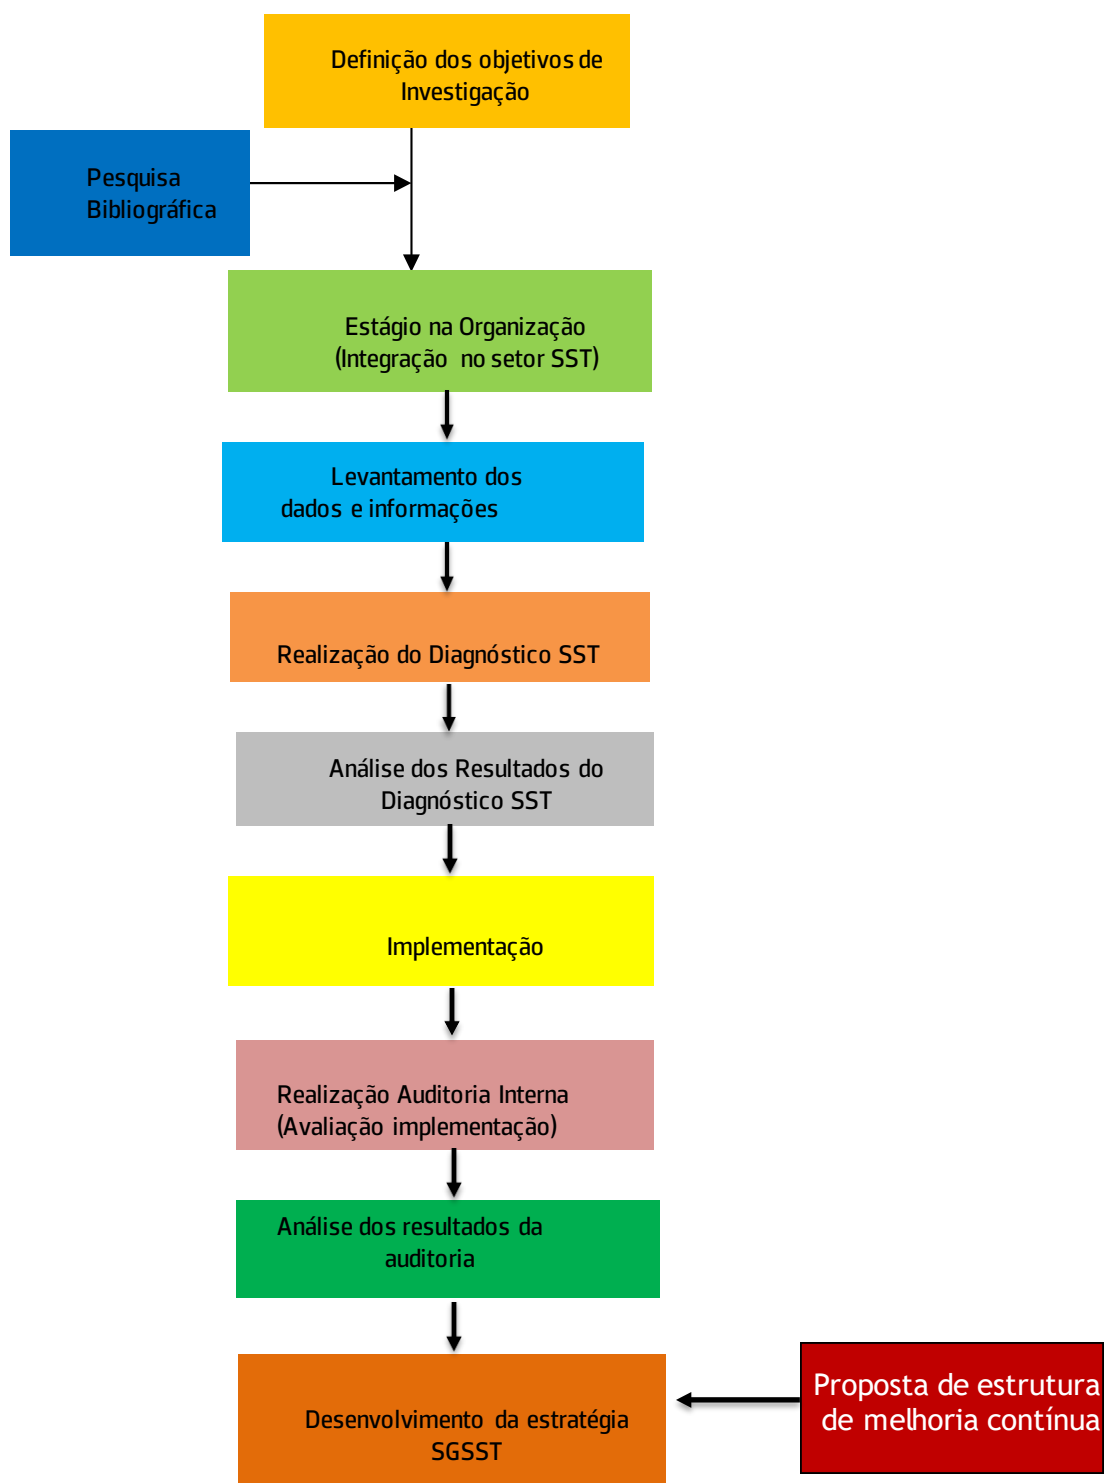 Definição dos objetivos de
Investigação
Pesquisa
Bibliográfica
Estágio na Organização
(Integração no setor SST)
Levantamento dos
dados e informações
Realização do Diagnóstico SST
Análise dos Resultados do
Diagnóstico SST
Implementação
Realização Auditoria Interna
(Avaliação implementação)
Análise dos resultados da
auditoria
Desenvolvimento da estratégia
SGSST
Proposta de estrutura
de melhoria contínua